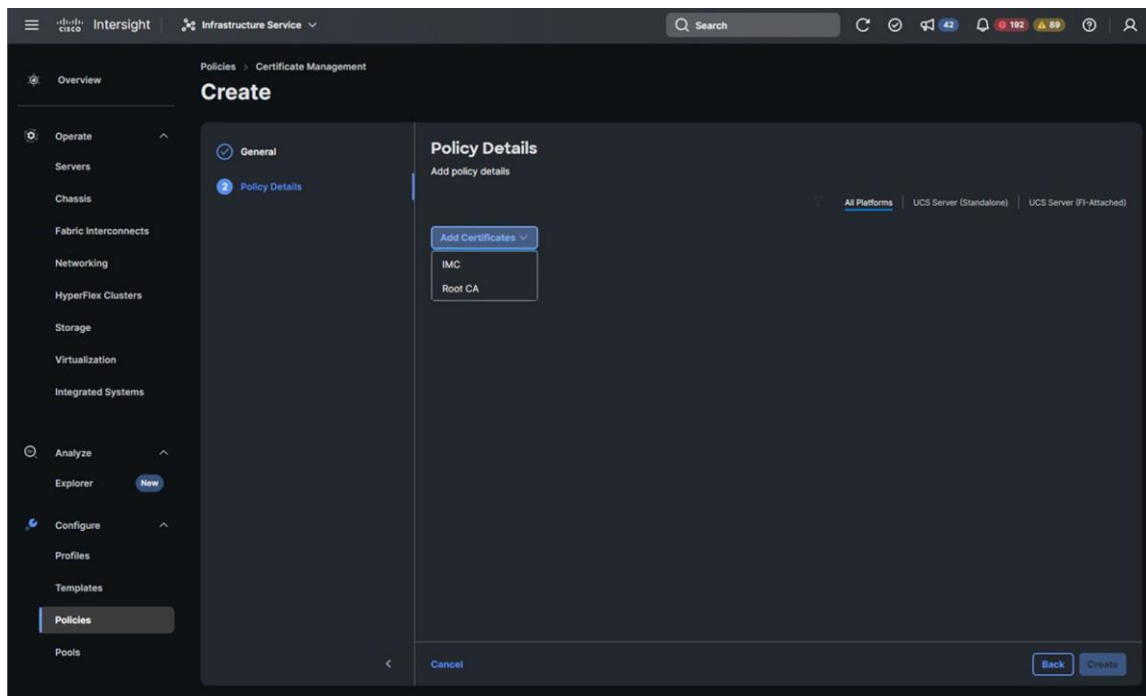 cisco Intersight Infrastructure Service Search 42 192 89
Overview
Operate
Servers
Chassis
Fabric Interconnects
Networking
HyperFlex Clusters
Storage
Virtualization
Integrated Systems
Analyze
Explorer New
Configure
Profiles
Templates
Policies
Pools
Policies > Certificate Management
Create
General
2 Policy Details
Policy Details
Add policy details
All Platforms UCS Server (Standalone) UCS Server (FI-Attached)
Add Certificates
IMC
Root CA
Cancel Back Create